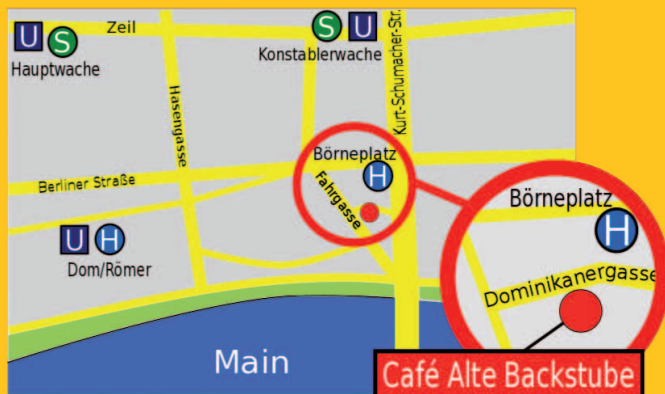 U S
Zeil
S U
Hauptwache
Konstablerwache
Kurt-Schumacher-Str.
Hasengasse
Börneplatz
H
Berliner Straße
Fahrgasse
Börneplatz
H
U H
Dom/Römer
Dominikanergasse
Main
Café Alte Backstube